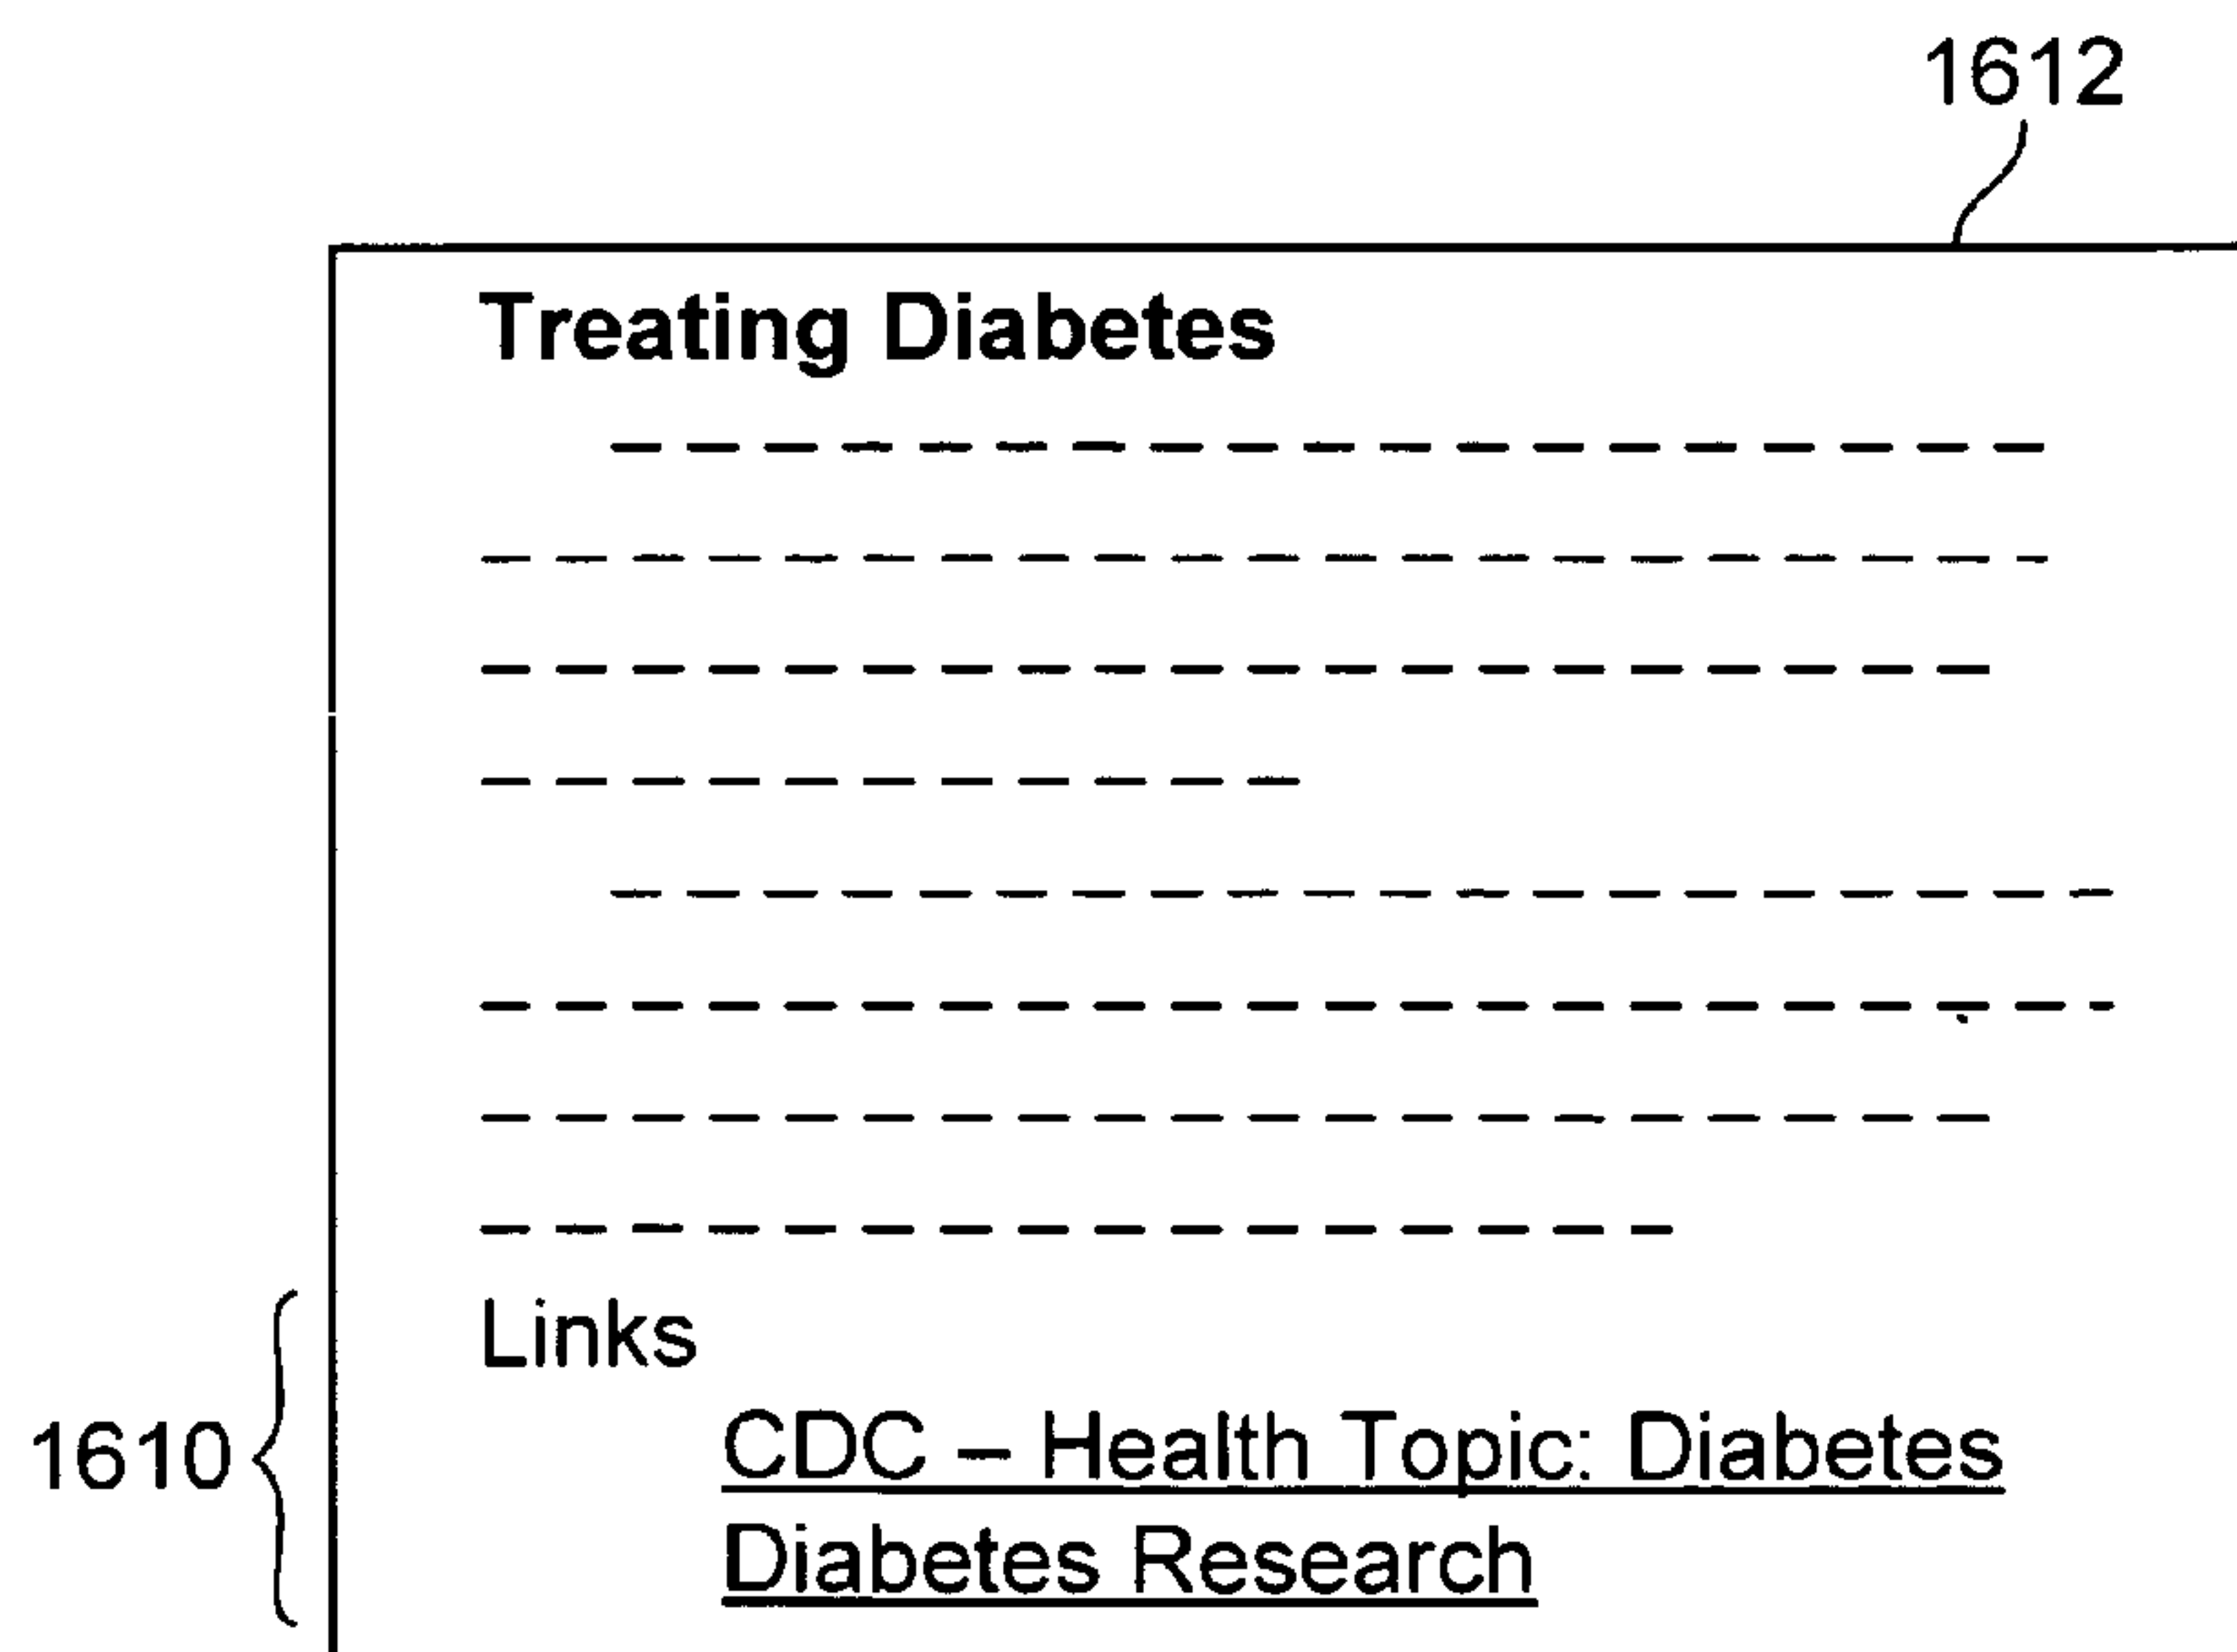 1612
Treating Diabetes
Links
1610
CDC – Health Topic: Diabetes
Diabetes Research